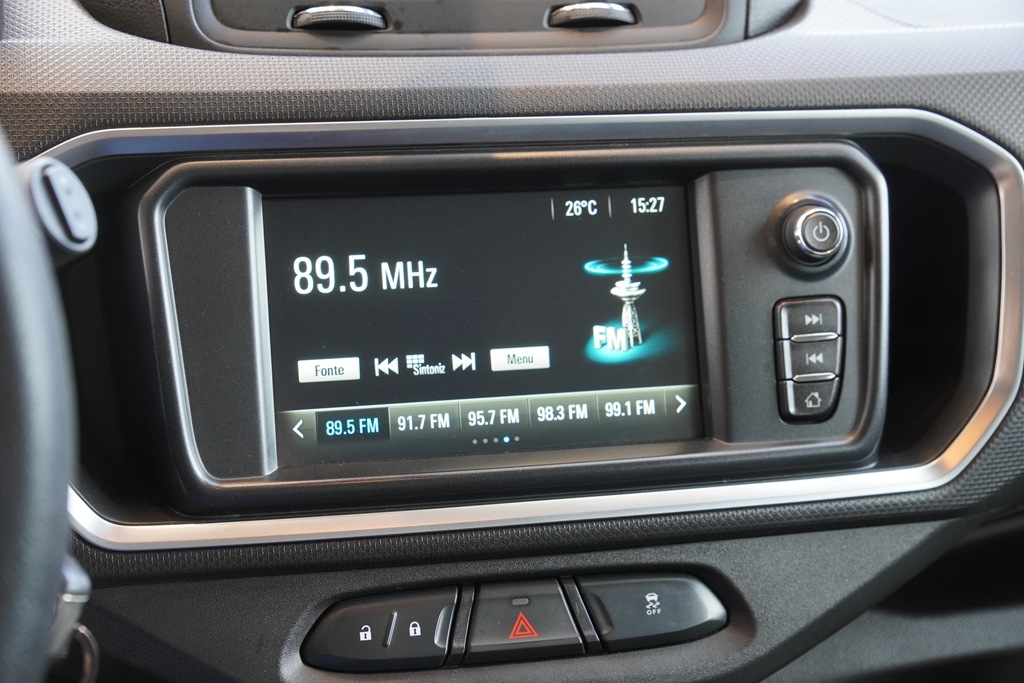 26°C 15:27
89.5 MHz
FM
Fonte Sintoniz Menu
89.5 FM 91.7 FM 95.7 FM 98.3 FM 99.1 FM
OFF